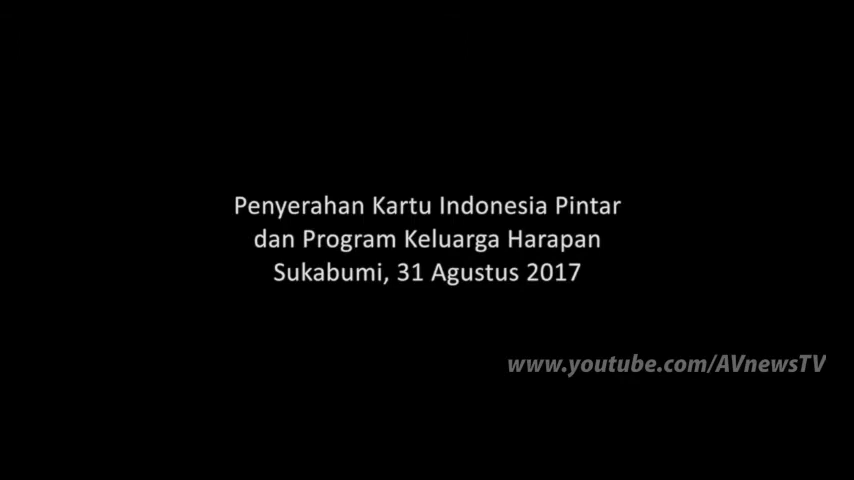 Penyerahan Kartu Indonesia Pintar
dan Program Keluarga Harapan
Sukabumi, 31 Agustus 2017
www.youtube.com/AVnewsTV